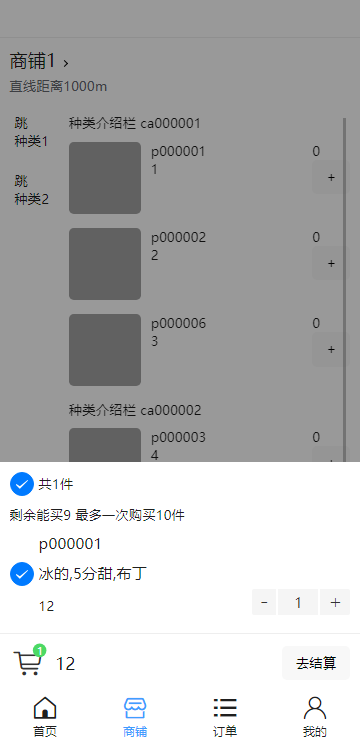 商铺1 ›
直线距离1000m
跳
种类1
跳
种类2
种类介绍栏 ca000001
p000001 0
1 +
p000002 0
2 +
p000006 0
3 +
种类介绍栏 ca000002
p000003 0
4 +
共1件
剩余能买9 最多一次购买10件
p000001
冰的,5分甜,布丁
12 - 1 +
1
12 去结算
首页 商铺 订单 我的